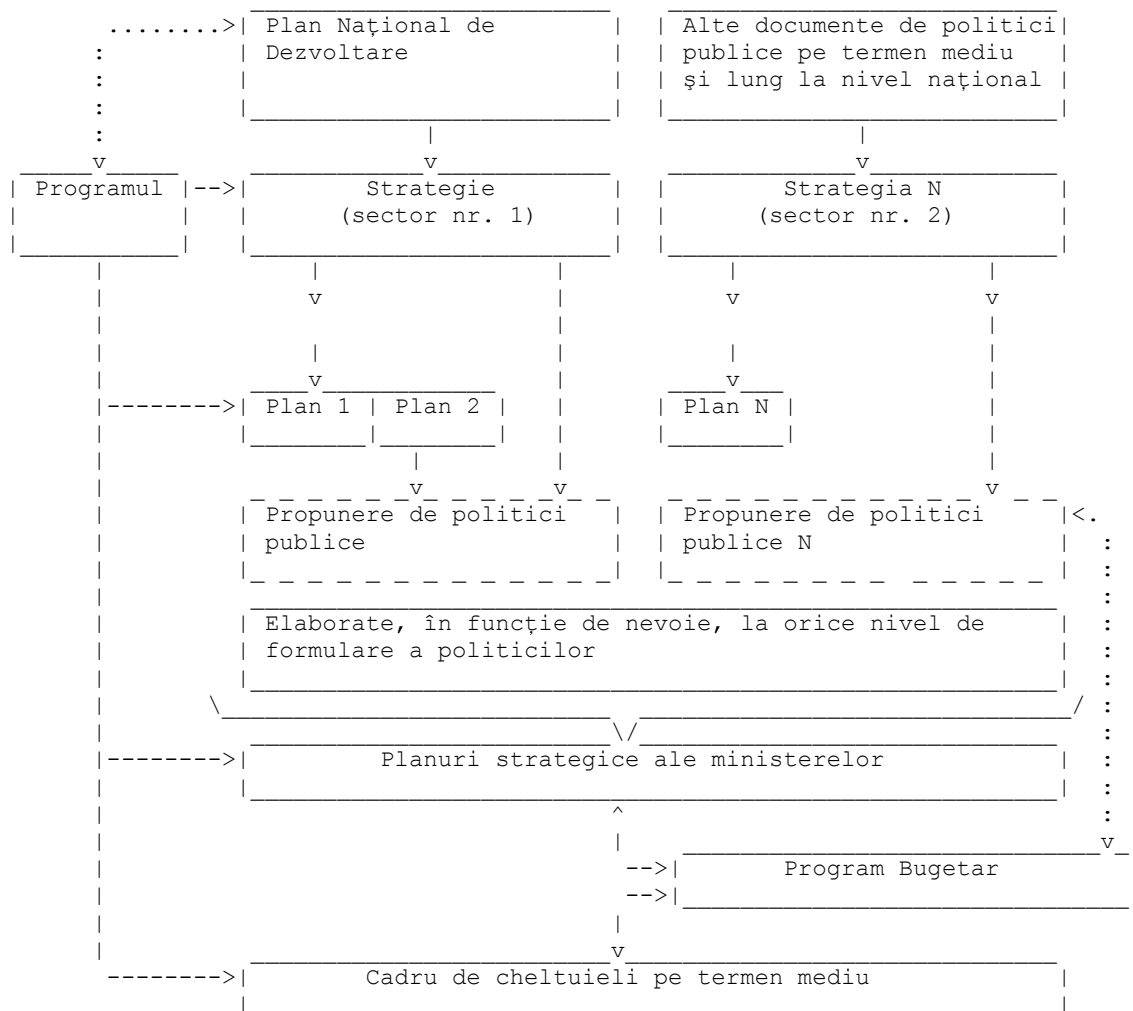 Plan Naţional de
Dezvoltare
Alte documente de politici
publice pe termen mediu
şi lung la nivel naţional
Programul
Strategie
(sector nr. 1)
Strategia N
(sector nr. 2)
Plan 1
Plan 2
Plan N
Propunere de politici
publice
Propunere de politici
publice N
Elaborate, în funcţie de nevoie, la orice nivel de
formulare a politicilor
Planuri strategice ale ministerelor
Program Bugetar
Cadru de cheltuieli pe termen mediu